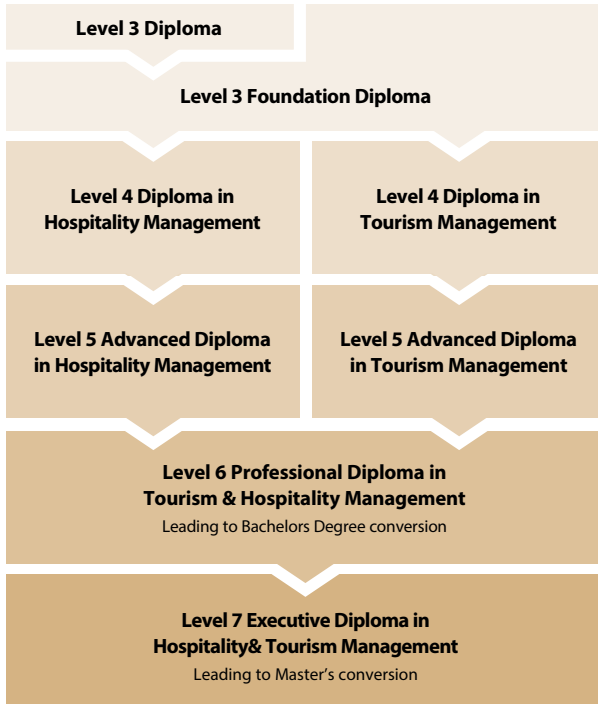 Level 3 Diploma
Level 3 Foundation Diploma
Level 4 Diploma in
Hospitality Management
Level 4 Diploma in
Tourism Management
Level 5 Advanced Diploma
in Hospitality Management
Level 5 Advanced Diploma
in Tourism Management
Level 6 Professional Diploma in
Tourism & Hospitality Management
Leading to Bachelors Degree conversion
Level 7 Executive Diploma in
Hospitality& Tourism Management
Leading to Master’s conversion